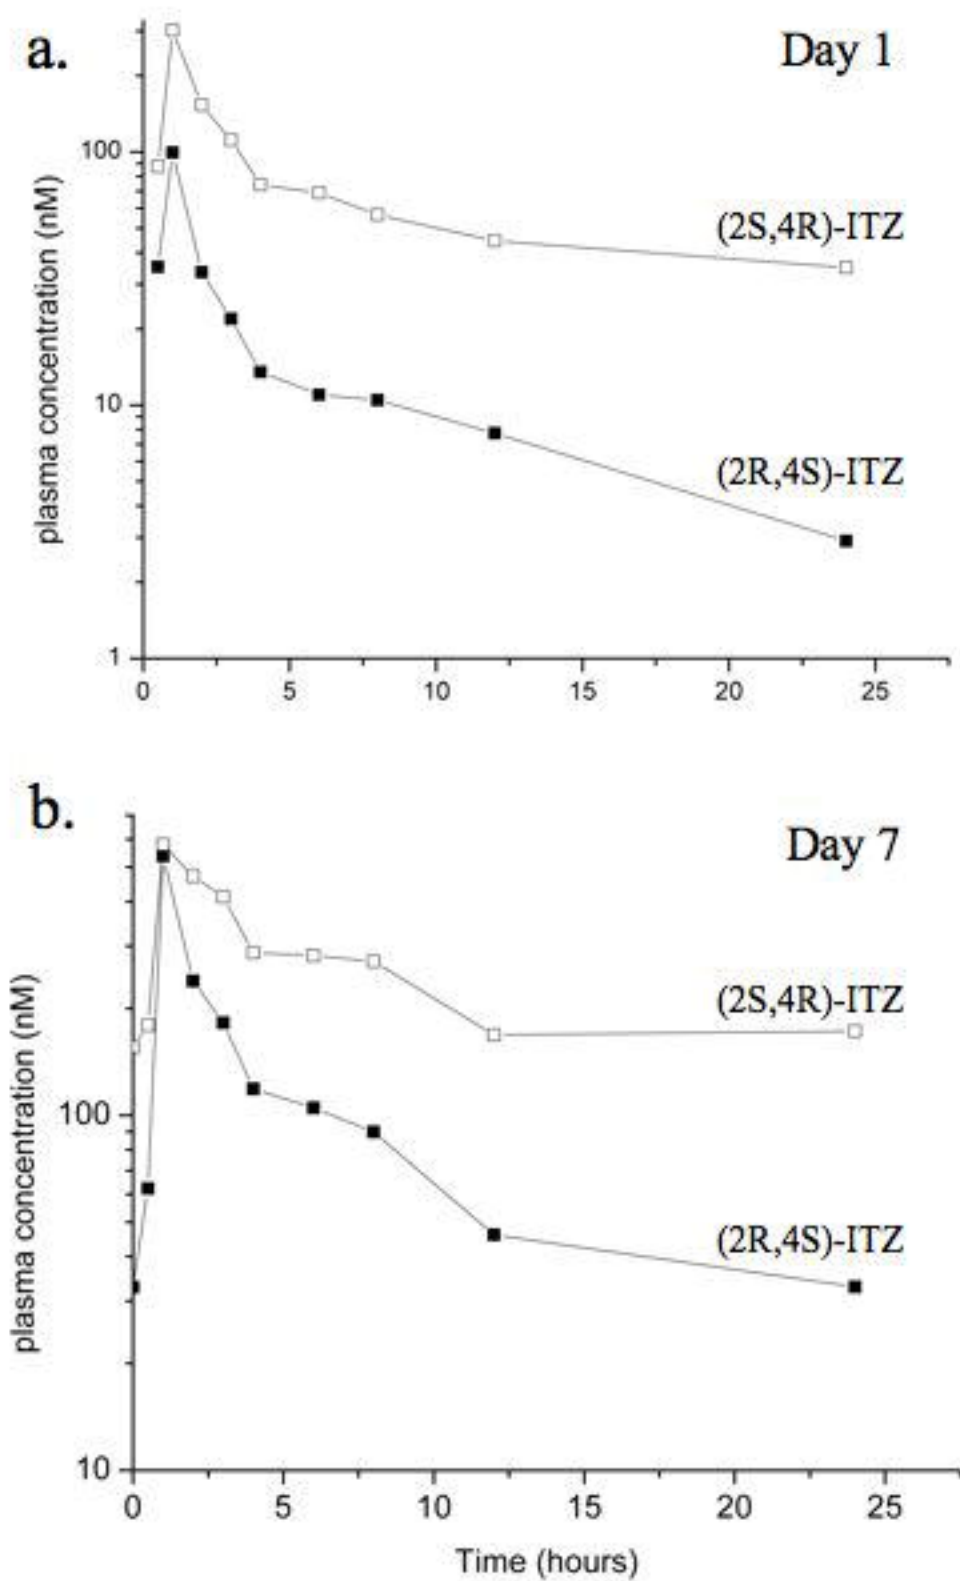 a.
Day 1
plasma concentration (nM)
100
10
1
(2S,4R)-ITZ
(2R,4S)-ITZ
0 5 10 15 20 25
b.
Day 7
plasma concentration (nM)
100
10
(2S,4R)-ITZ
(2R,4S)-ITZ
0 5 10 15 20 25
Time (hours)